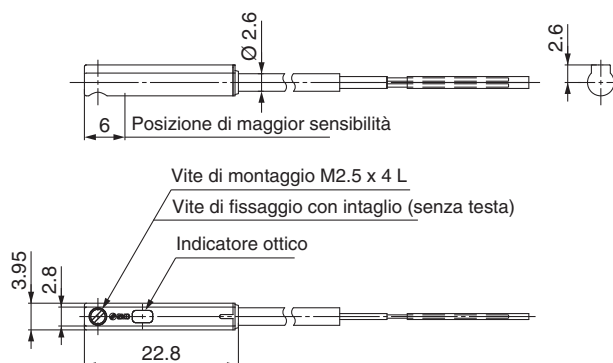 Ø 2.6
2.6
6
Posizione di maggior sensibilità
Vite di montaggio M2.5 x 4 L
Vite di fissaggio con intaglio (senza testa)
Indicatore ottico
3.95
2.8
22.8